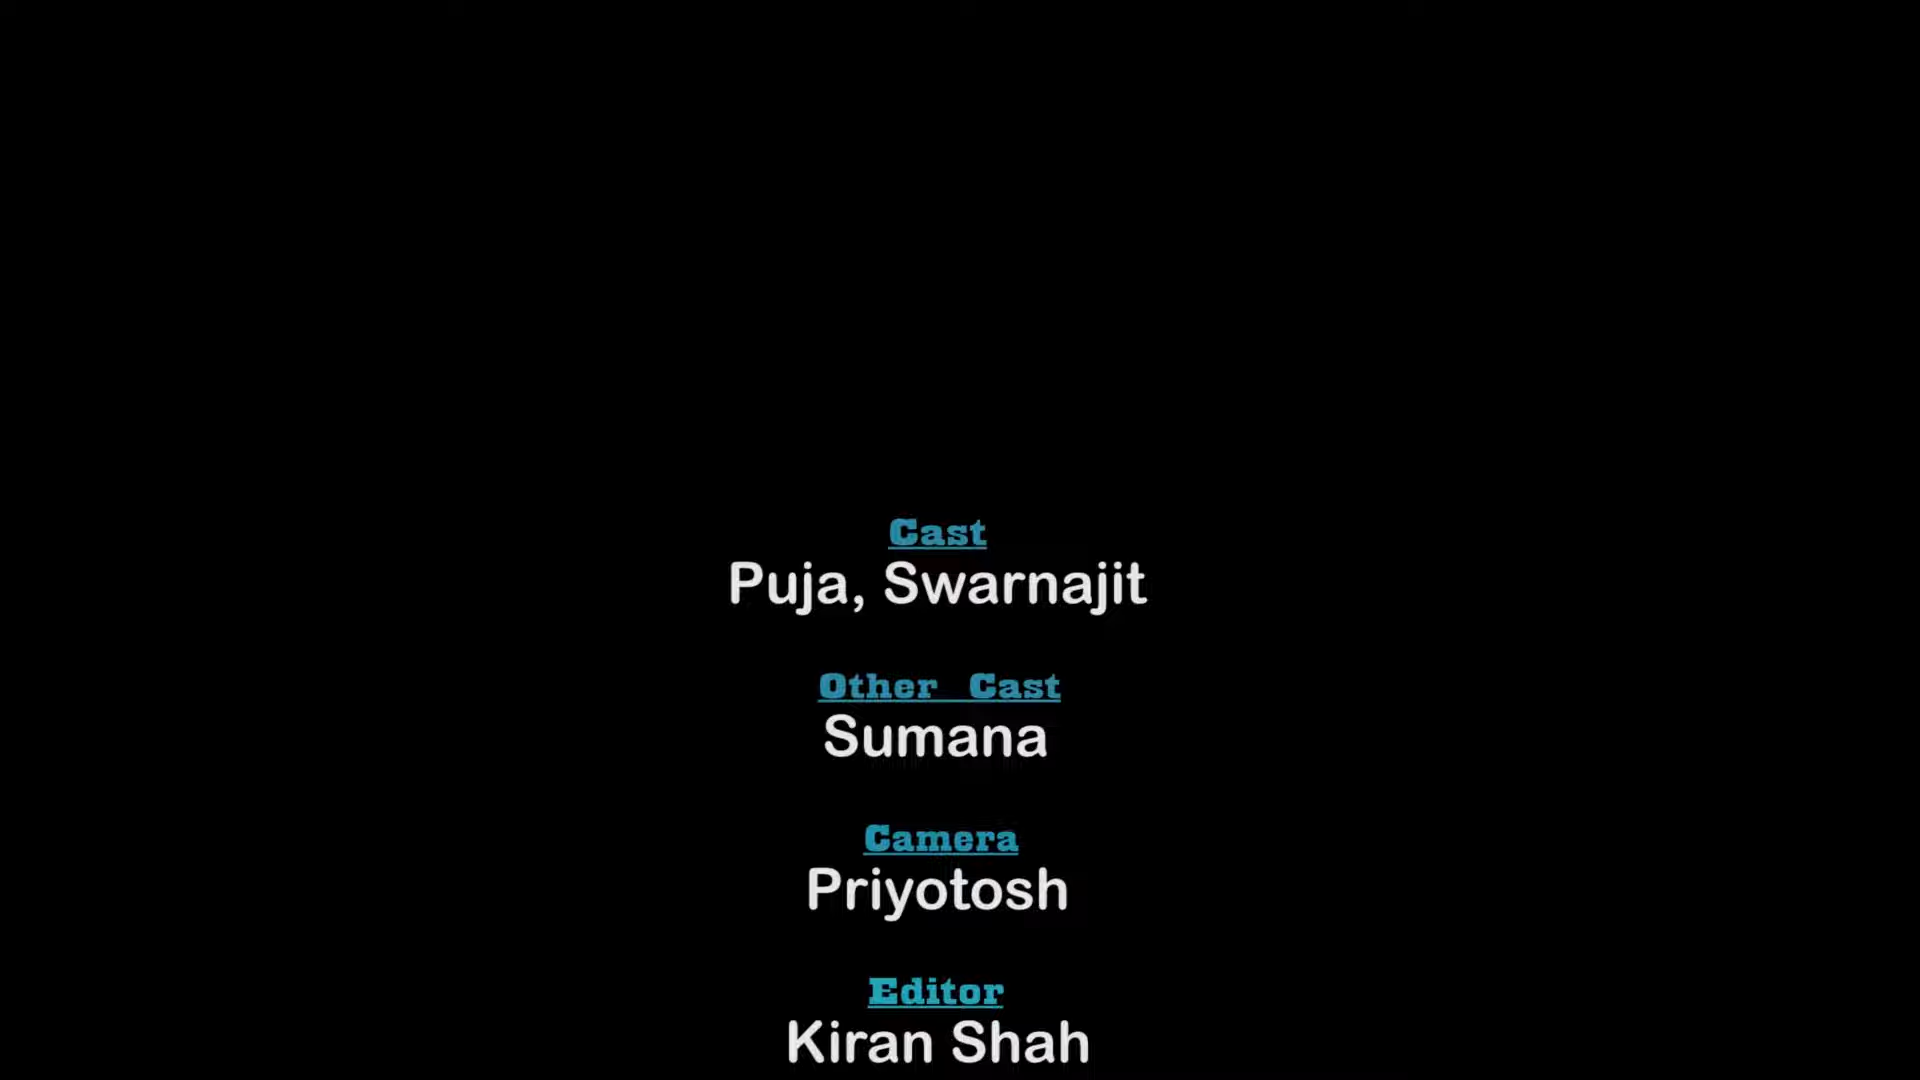 Cast
Puja, Swarnajit
Other Cast
Sumana
Camera
Priyotosh
Editor
Kiran Shah